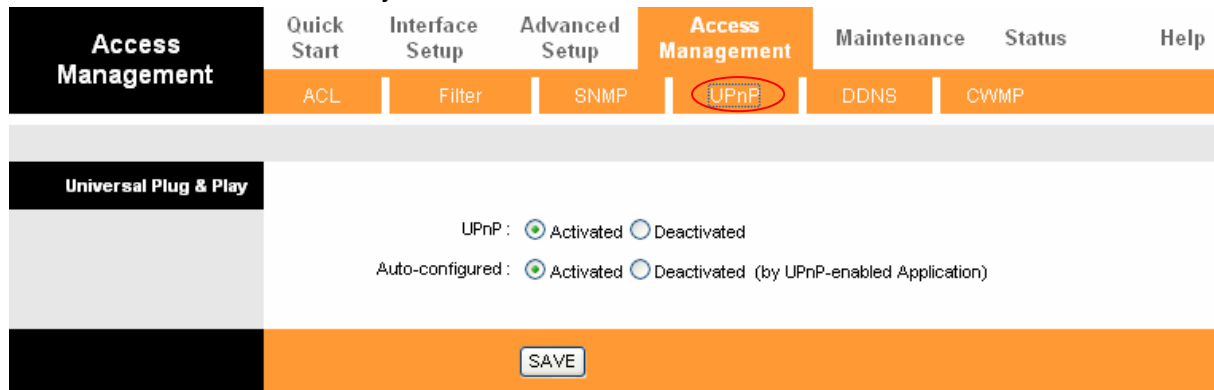 Access Management
Quick Start
Interface Setup
Advanced Setup
Access Management
Maintenance
Status
Help
ACL
Filter
SNMP
UPnP
DDNS
CWMP
Universal Plug & Play
UPnP : Activated Deactivated
Auto-configured : Activated Deactivated (by UPnP-enabled Application)
SAVE